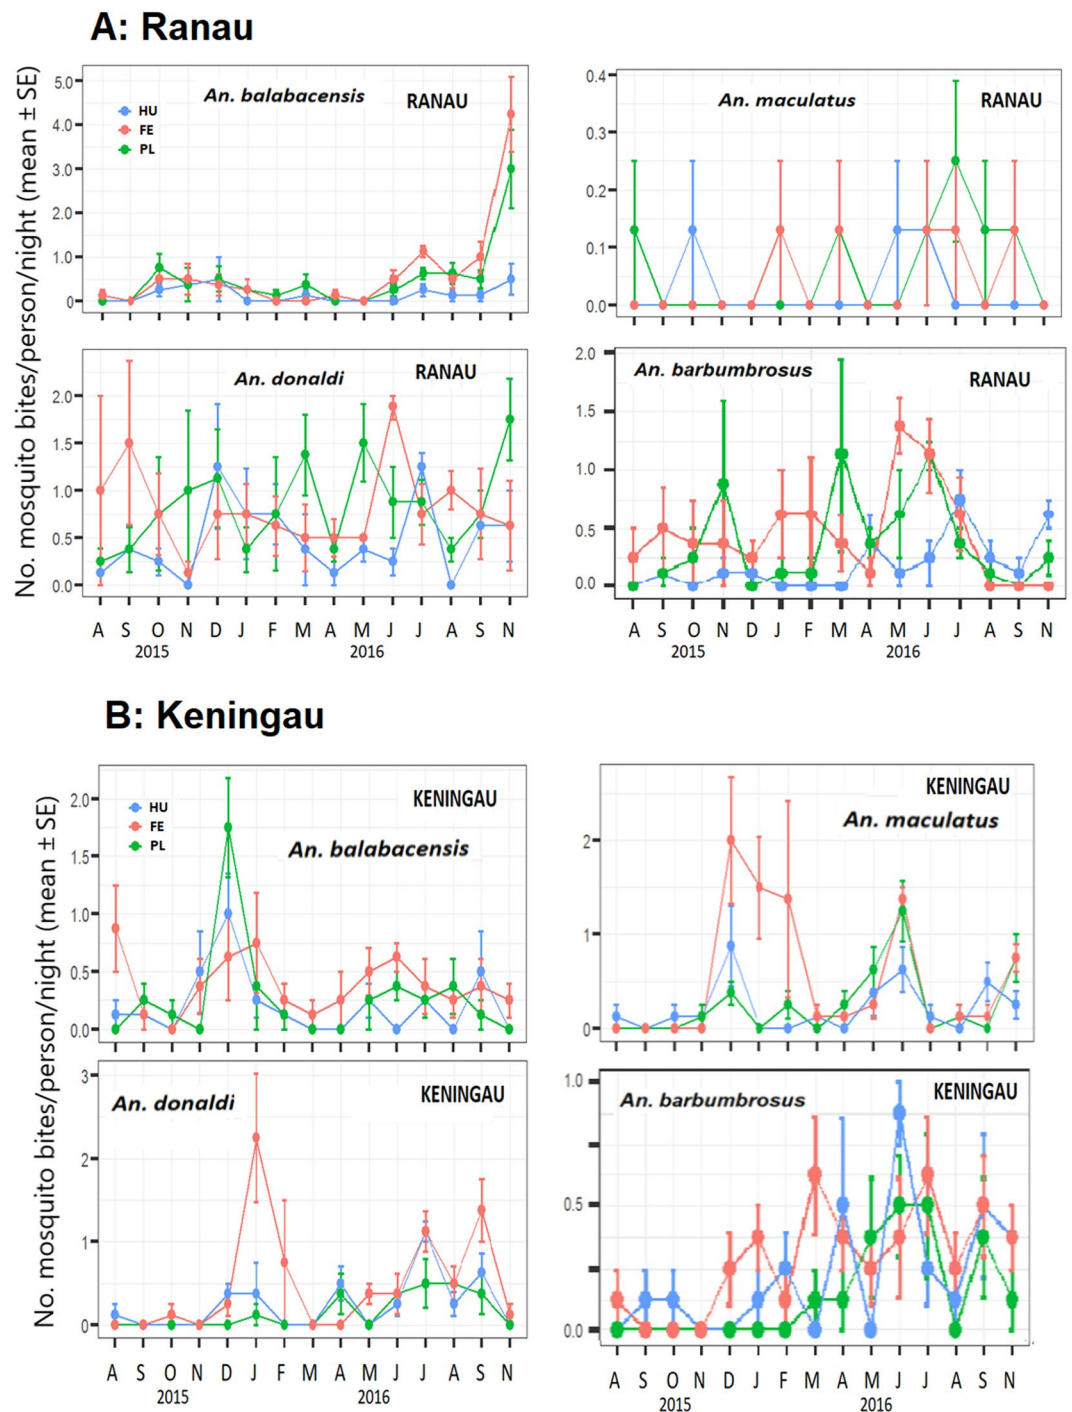 A: Ranau
No. mosquito bites/person/night (mean ± SE)
An. balabacensis RANAU
HU
FE
PL
5.0
4.0
3.0
2.0
1.0
0
An. maculatus RANAU
0.4
0.3
0.2
0.1
0.0
An. donaldi RANAU
2.0
1.5
1.0
0.5
0.0
A S O N D J F M A M J J A S N
2015 2016
An. barbumbrosus RANAU
2.0
1.5
1.0
0.5
0.0
A S O N D J F M A M J J A S N
2015 2016
B: Keningau
No. mosquito bites/person/night (mean ± SE)
KENINGAU
An. balabacensis
HU
FE
PL
2.0
1.5
1.0
0.5
0.0
KENINGAU
An. maculatus
2
1
0
An. donaldi KENINGAU
3
2
1
0
A S O N D J F M A M J J A S N
2015 2016
An. barbumbrosus KENINGAU
1.0
0.5
0.0
A S O N D J F M A M J J A S N
2015 2016